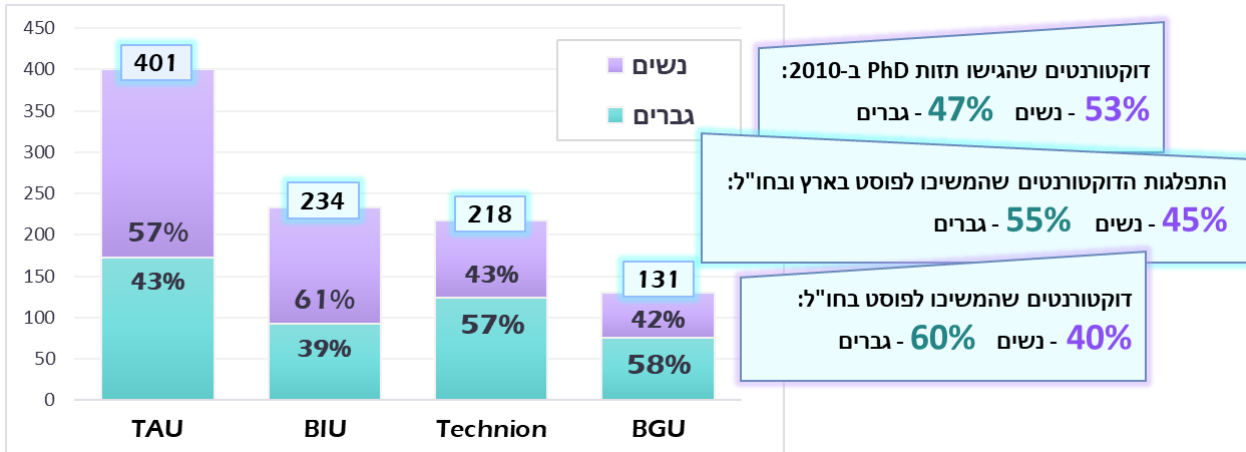 450
400
350
300
250
200
150
100
50
0
401
57%
43%
TAU
234
61%
39%
BIU
218
43%
57%
Technion
131
42%
58%
BGU
נשים
גברים
דוקטורנטים שהגישו תזות PhD ב-2010:
53% - נשים 47% - גברים
התפלגות הדוקטורנטים שהמשיכו לפוסט בארץ ובחו"ל:
45% - נשים 55% - גברים
דוקטורנטים שהמשיכו לפוסט בחו"ל:
40% - נשים 60% - גברים